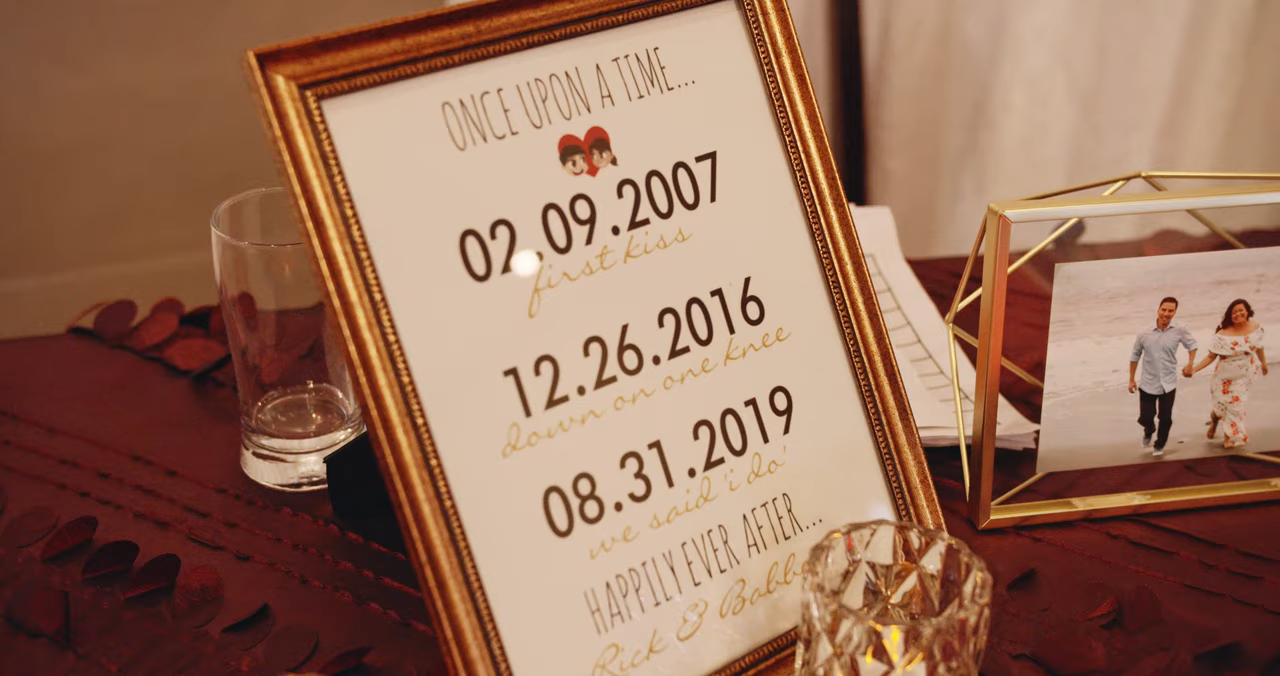 ONCE UPON A TIME...
02.09.2007
first kiss
12.26.2016
down on one knee
08.31.2019
we said 'i do'
HAPPILY EVER AFTER...
Rick &